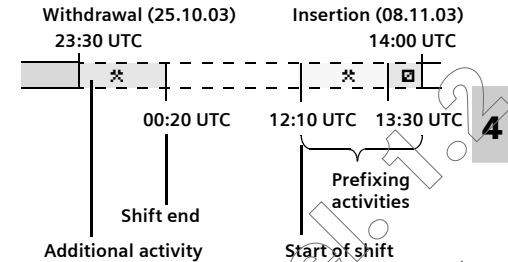 Withdrawal (25.10.03) Insertion (08.11.03)
23:30 UTC 14:00 UTC
00:20 UTC 12:10 UTC 13:30 UTC
4
Prefixing
activities
Shift end
Additional activity Start of shift